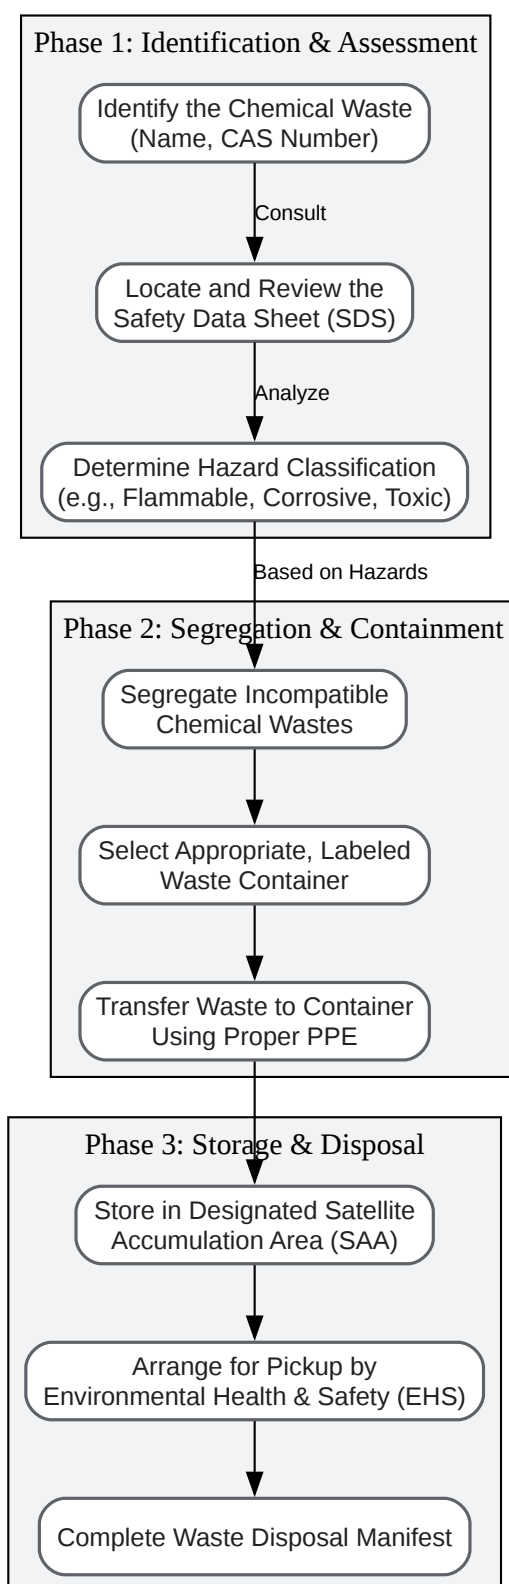 Phase 1: Identification & Assessment
Identify the Chemical Waste
(Name, CAS Number)
Consult
Locate and Review the
Safety Data Sheet (SDS)
Analyze
Determine Hazard Classification
(e.g., Flammable, Corrosive, Toxic)
Based on Hazards
Phase 2: Segregation & Containment
Segregate Incompatible
Chemical Wastes
Select Appropriate, Labeled
Waste Container
Transfer Waste to Container
Using Proper PPE
Phase 3: Storage & Disposal
Store in Designated Satellite
Accumulation Area (SAA)
Arrange for Pickup by
Environmental Health & Safety (EHS)
Complete Waste Disposal Manifest